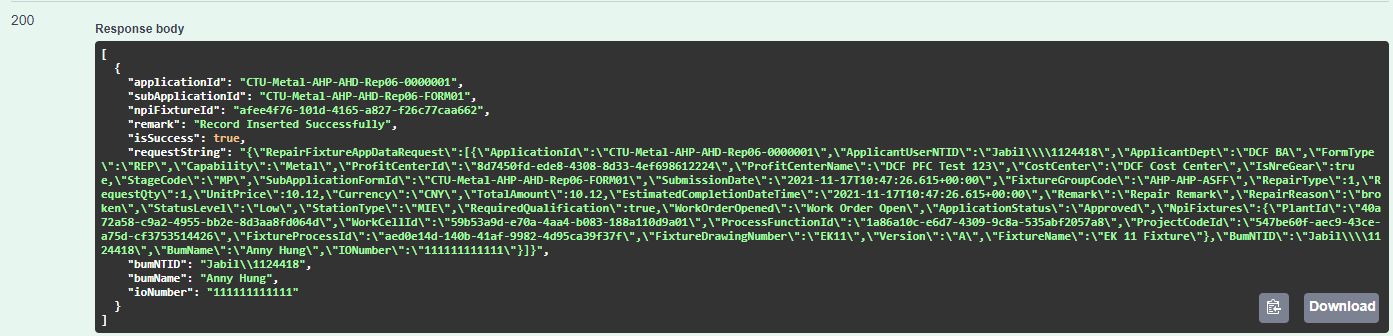 200
Response body
[
{
"applicationId": "CTU-Metal-AHP-AHD-Rep06-0000001",
"subApplicationId": "CTU-Metal-AHP-AHD-Rep06-FORM01",
"npiFixtureId": "afee4f76-101d-4165-a827-f26c77caa662",
"remark": "Record Inserted Successfully",
"isSuccess": true,
"requestString": "{\"RepairFixtureAppDataRequest\":[{\"ApplicationId\":\"CTU-Metal-AHP-AHD-Rep06-0000001\",\"ApplicantUserNTID\":\"Jabil\\\\1124418\",\"ApplicantDept\":\"DCF BA\",\"FormType
\":\"REP\",\"Capability\":\"Metal\",\"ProfitCenterId\":\"8d7450fd-ede8-4308-8d33-4ef698612224\",\"ProfitCenterName\":\"DCF PFC Test 123\",\"CostCenter\":\"DCF Cost Center\",\"IsNreGear\":tru
e,\"StageCode\":\"MP\",\"SubApplicationFormId\":\"CTU-Metal-AHP-AHD-Rep06-FORM01\",\"SubmissionDate\":\"2021-11-17T10:47:26.615+00:00\",\"FixtureGroupCode\":\"AHP-AHP-ASFF\",\"RepairType\":1,\"R
equestQty\":1,\"UnitPrice\":10.12,\"Currency\":\"CNY\",\"TotalAmount\":10.12,\"EstimatedCompletionDateTime\":\"2021-11-17T10:47:26.615+00:00\",\"Remark\":\"Repair Remark\",\"RepairReason\":\"bro
ken\",\"StatusLevel\":\"Low\",\"StationType\":\"MIE\",\"RequiredQualification\":true,\"WorkOrderOpened\":\"Work Order Open\",\"ApplicationStatus\":\"Approved\",\"NpiFixtures\":{\"PlantId\":\"40a
72a58-c9a2-4955-bb2e-8d3aa8fd064d\",\"WorkCellId\":\"59b53a9d-e70a-4aa4-b083-188a110d9a01\",\"ProcessFunctionId\":\"1a86a10c-e6d7-4309-9c8a-535abf2057a8\",\"ProjectCodeId\":\"547be60f-aec9-43ce-
a75d-cf3753514426\",\"FixtureProcessId\":\"aed0e14d-140b-41af-9982-4d95ca39f37f\",\"FixtureDrawingNumber\":\"EK11\",\"Version\":\"A\",\"FixtureName\":\"EK 11 Fixture\"},\"BumNTID\":\"Jabil\\\\11
24418\",\"BumName\":\"Anny Hung\",\"IONumber\":\"111111111111\"}]}",
"bumNTID": "Jabil\\1124418",
"bumName": "Anny Hung",
"ioNumber": "111111111111"
}
]
Download